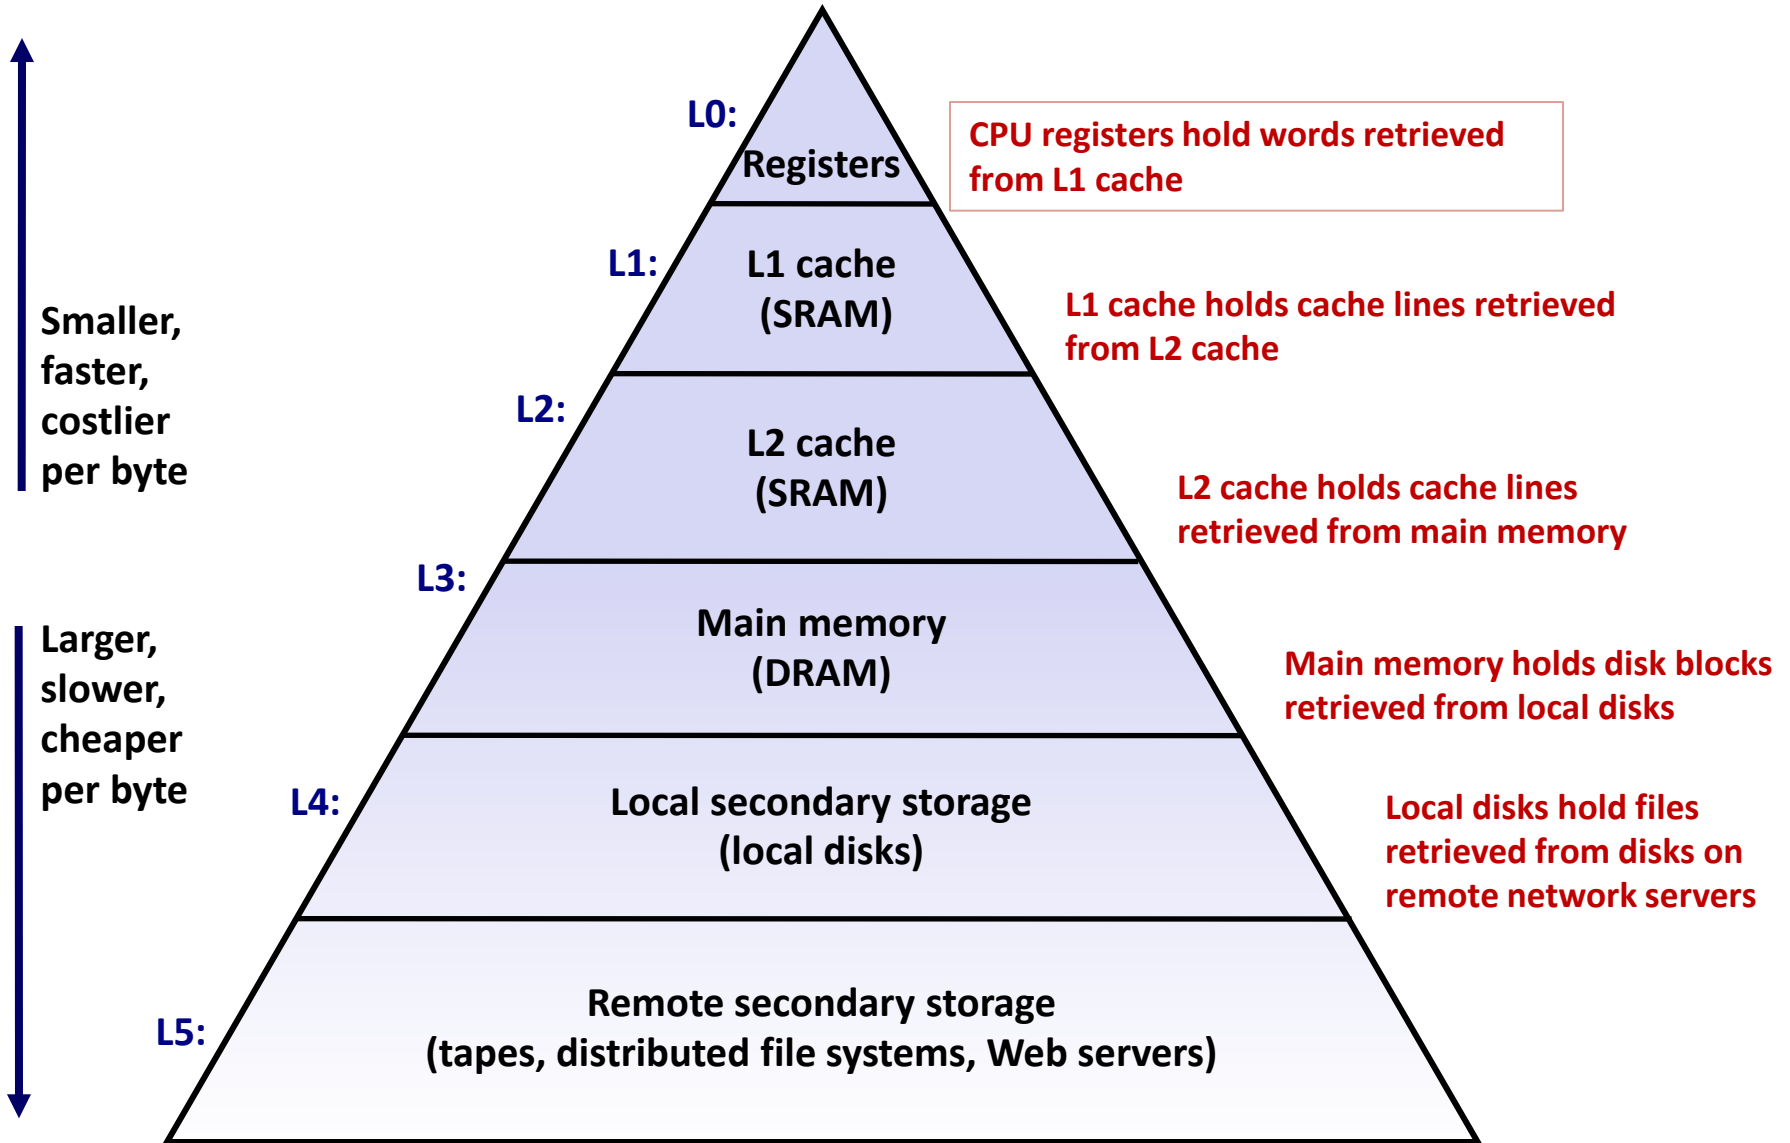 L0:
Registers
CPU registers hold words retrieved
from L1 cache
L1:
L1 cache
(SRAM)
L1 cache holds cache lines retrieved
from L2 cache
Smaller,
faster,
costlier
per byte
L2:
L2 cache
(SRAM)
L2 cache holds cache lines
retrieved from main memory
L3:
Main memory
(DRAM)
Main memory holds disk blocks
retrieved from local disks
Larger,
slower,
cheaper
per byte
L4:
Local secondary storage
(local disks)
Local disks hold files
retrieved from disks on
remote network servers
L5:
Remote secondary storage
(tapes, distributed file systems, Web servers)